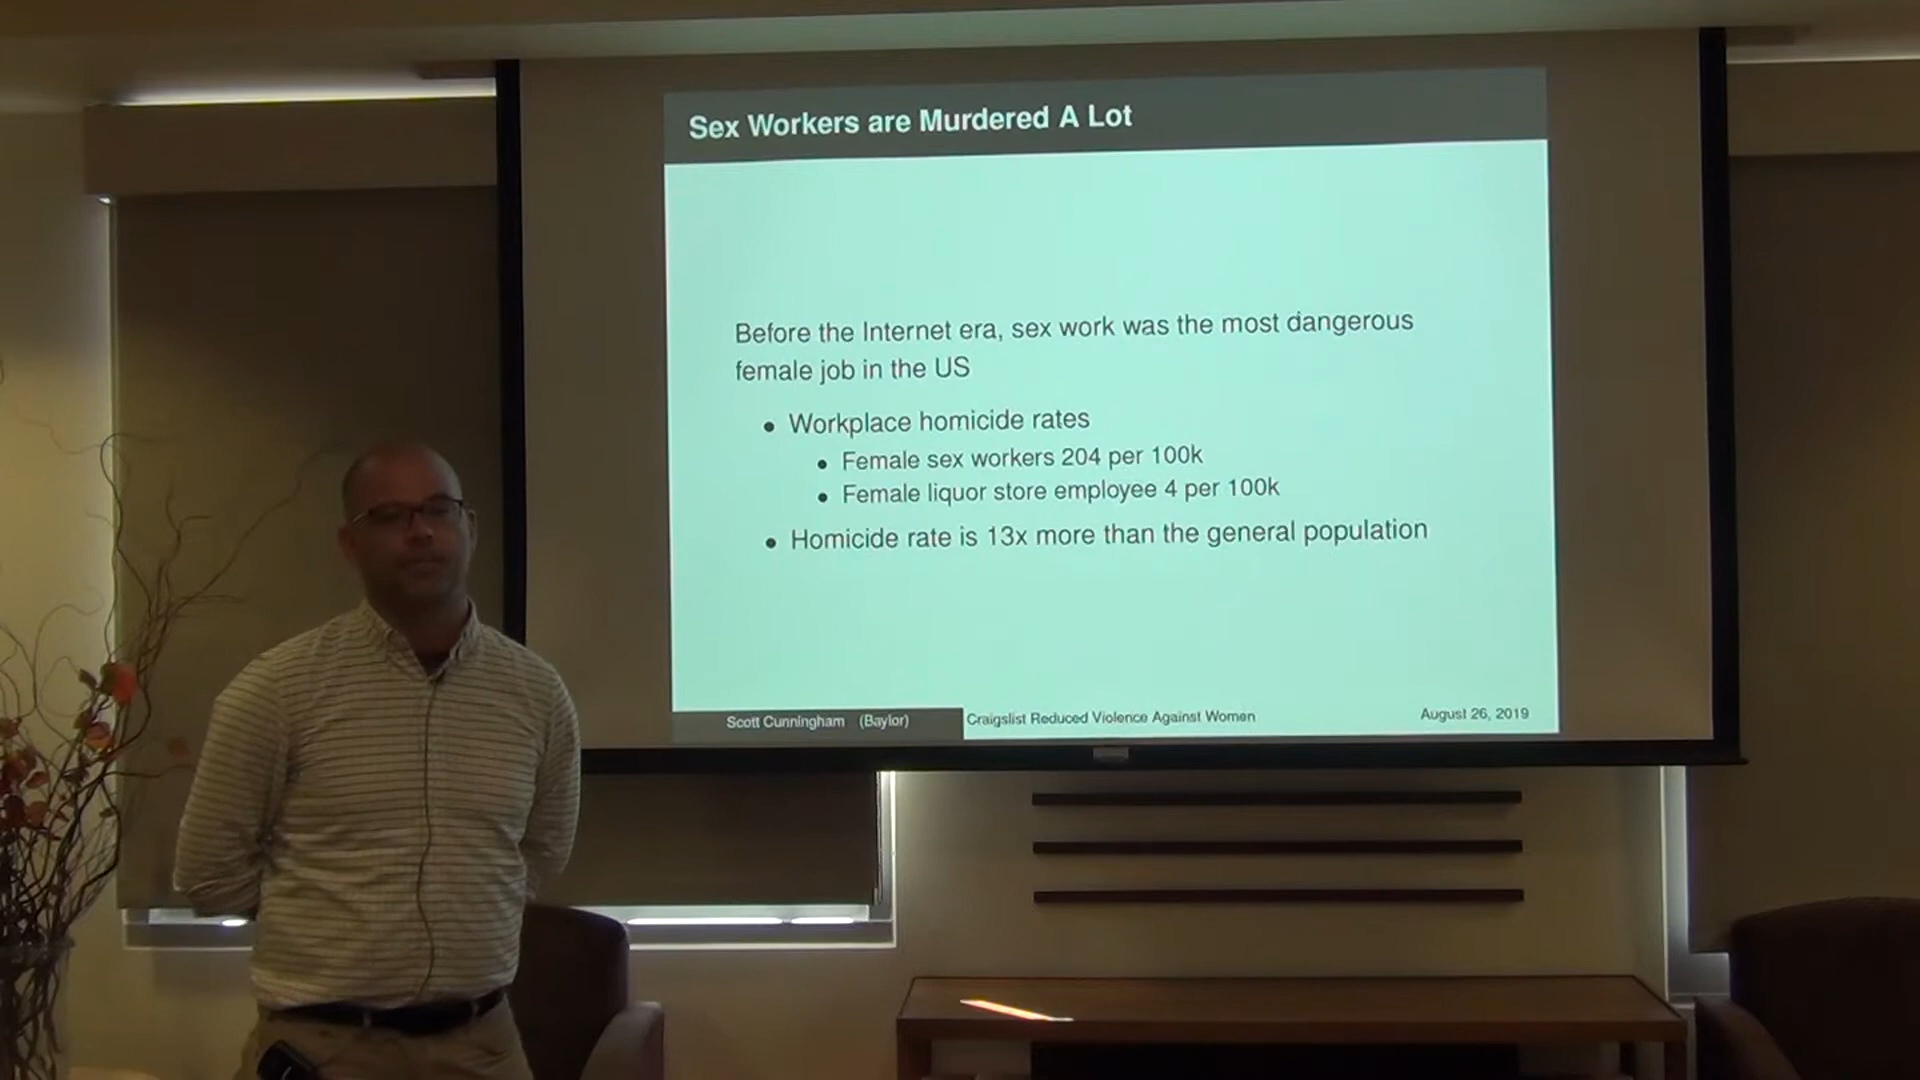 Sex Workers are Murdered A Lot
Before the Internet era, sex work was the most dangerous
female job in the US
• Workplace homicide rates
• Female sex workers 204 per 100k
• Female liquor store employee 4 per 100k
• Homicide rate is 13x more than the general population
Scott Cunningham (Baylor) Craigslist Reduced Violence Against Women August 26, 2019